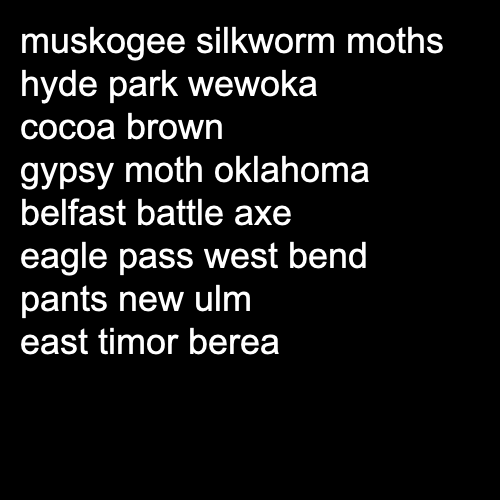 muskogee silkworm moths
hyde park wewoka
cocoa brown
gypsy moth oklahoma
belfast battle axe
eagle pass west bend
pants new ulm
east timor berea